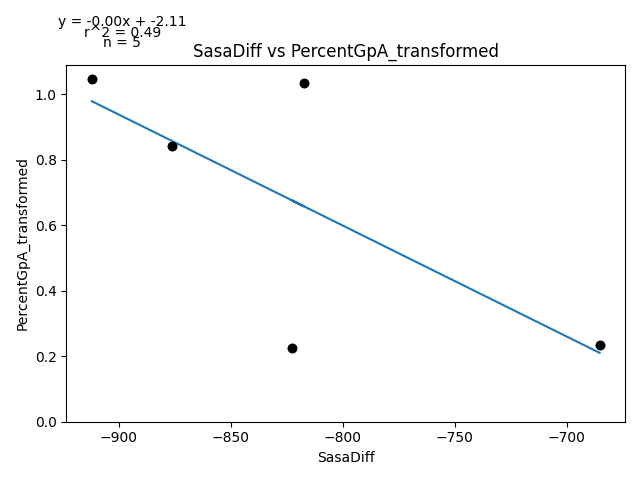 y = -0.00x + -2.11
r^2 = 0.49
n = 5
SasaDiff vs PercentGpA_transformed
1.0
0.8
0.6
0.4
0.2
0.0
PercentGpA_transformed
−900
−850
−800
−750
−700
SasaDiff